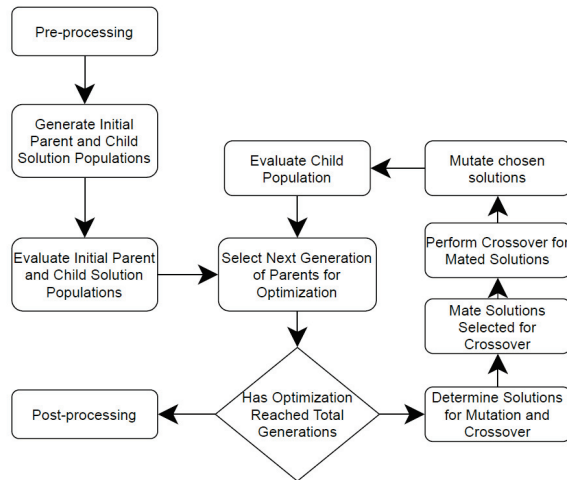 Pre-processing
Generate Initial
Parent and Child
Solution Populations
Evaluate Initial Parent
and Child Solution
Populations
Evaluate Child
Population
Select Next Generation
of Parents for
Optimization
Has Optimization
Reached Total
Generations
Post-processing
Determine Solutions
for Mutation and
Crossover
Mate Solutions
Selected for
Crossover
Perform Crossover for
Mated Solutions
Mutate chosen
solutions